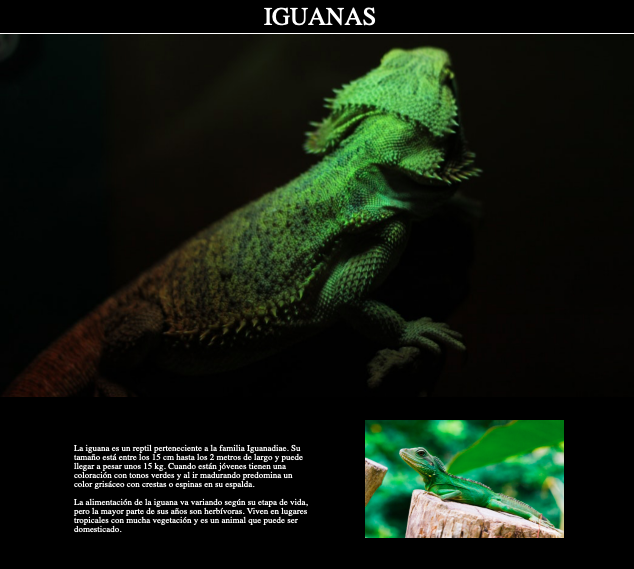 IGUANAS
La iguana es un reptil perteneciente a la familia Iguanadiae. Su
tamaño está entre los 15 cm hasta los 2 metros de largo y puede
llegar a pesar unos 15 kg. Cuando están jóvenes tienen una
coloración con tonos verdes y al ir madurando predomina un
color grisáceo con crestas o espinas en su espalda.
La alimentación de la iguana va variando según su etapa de vida,
pero la mayor parte de sus años son herbívoras. Viven en lugares
tropicales con mucha vegetación y es un animal que puede ser
domesticado.